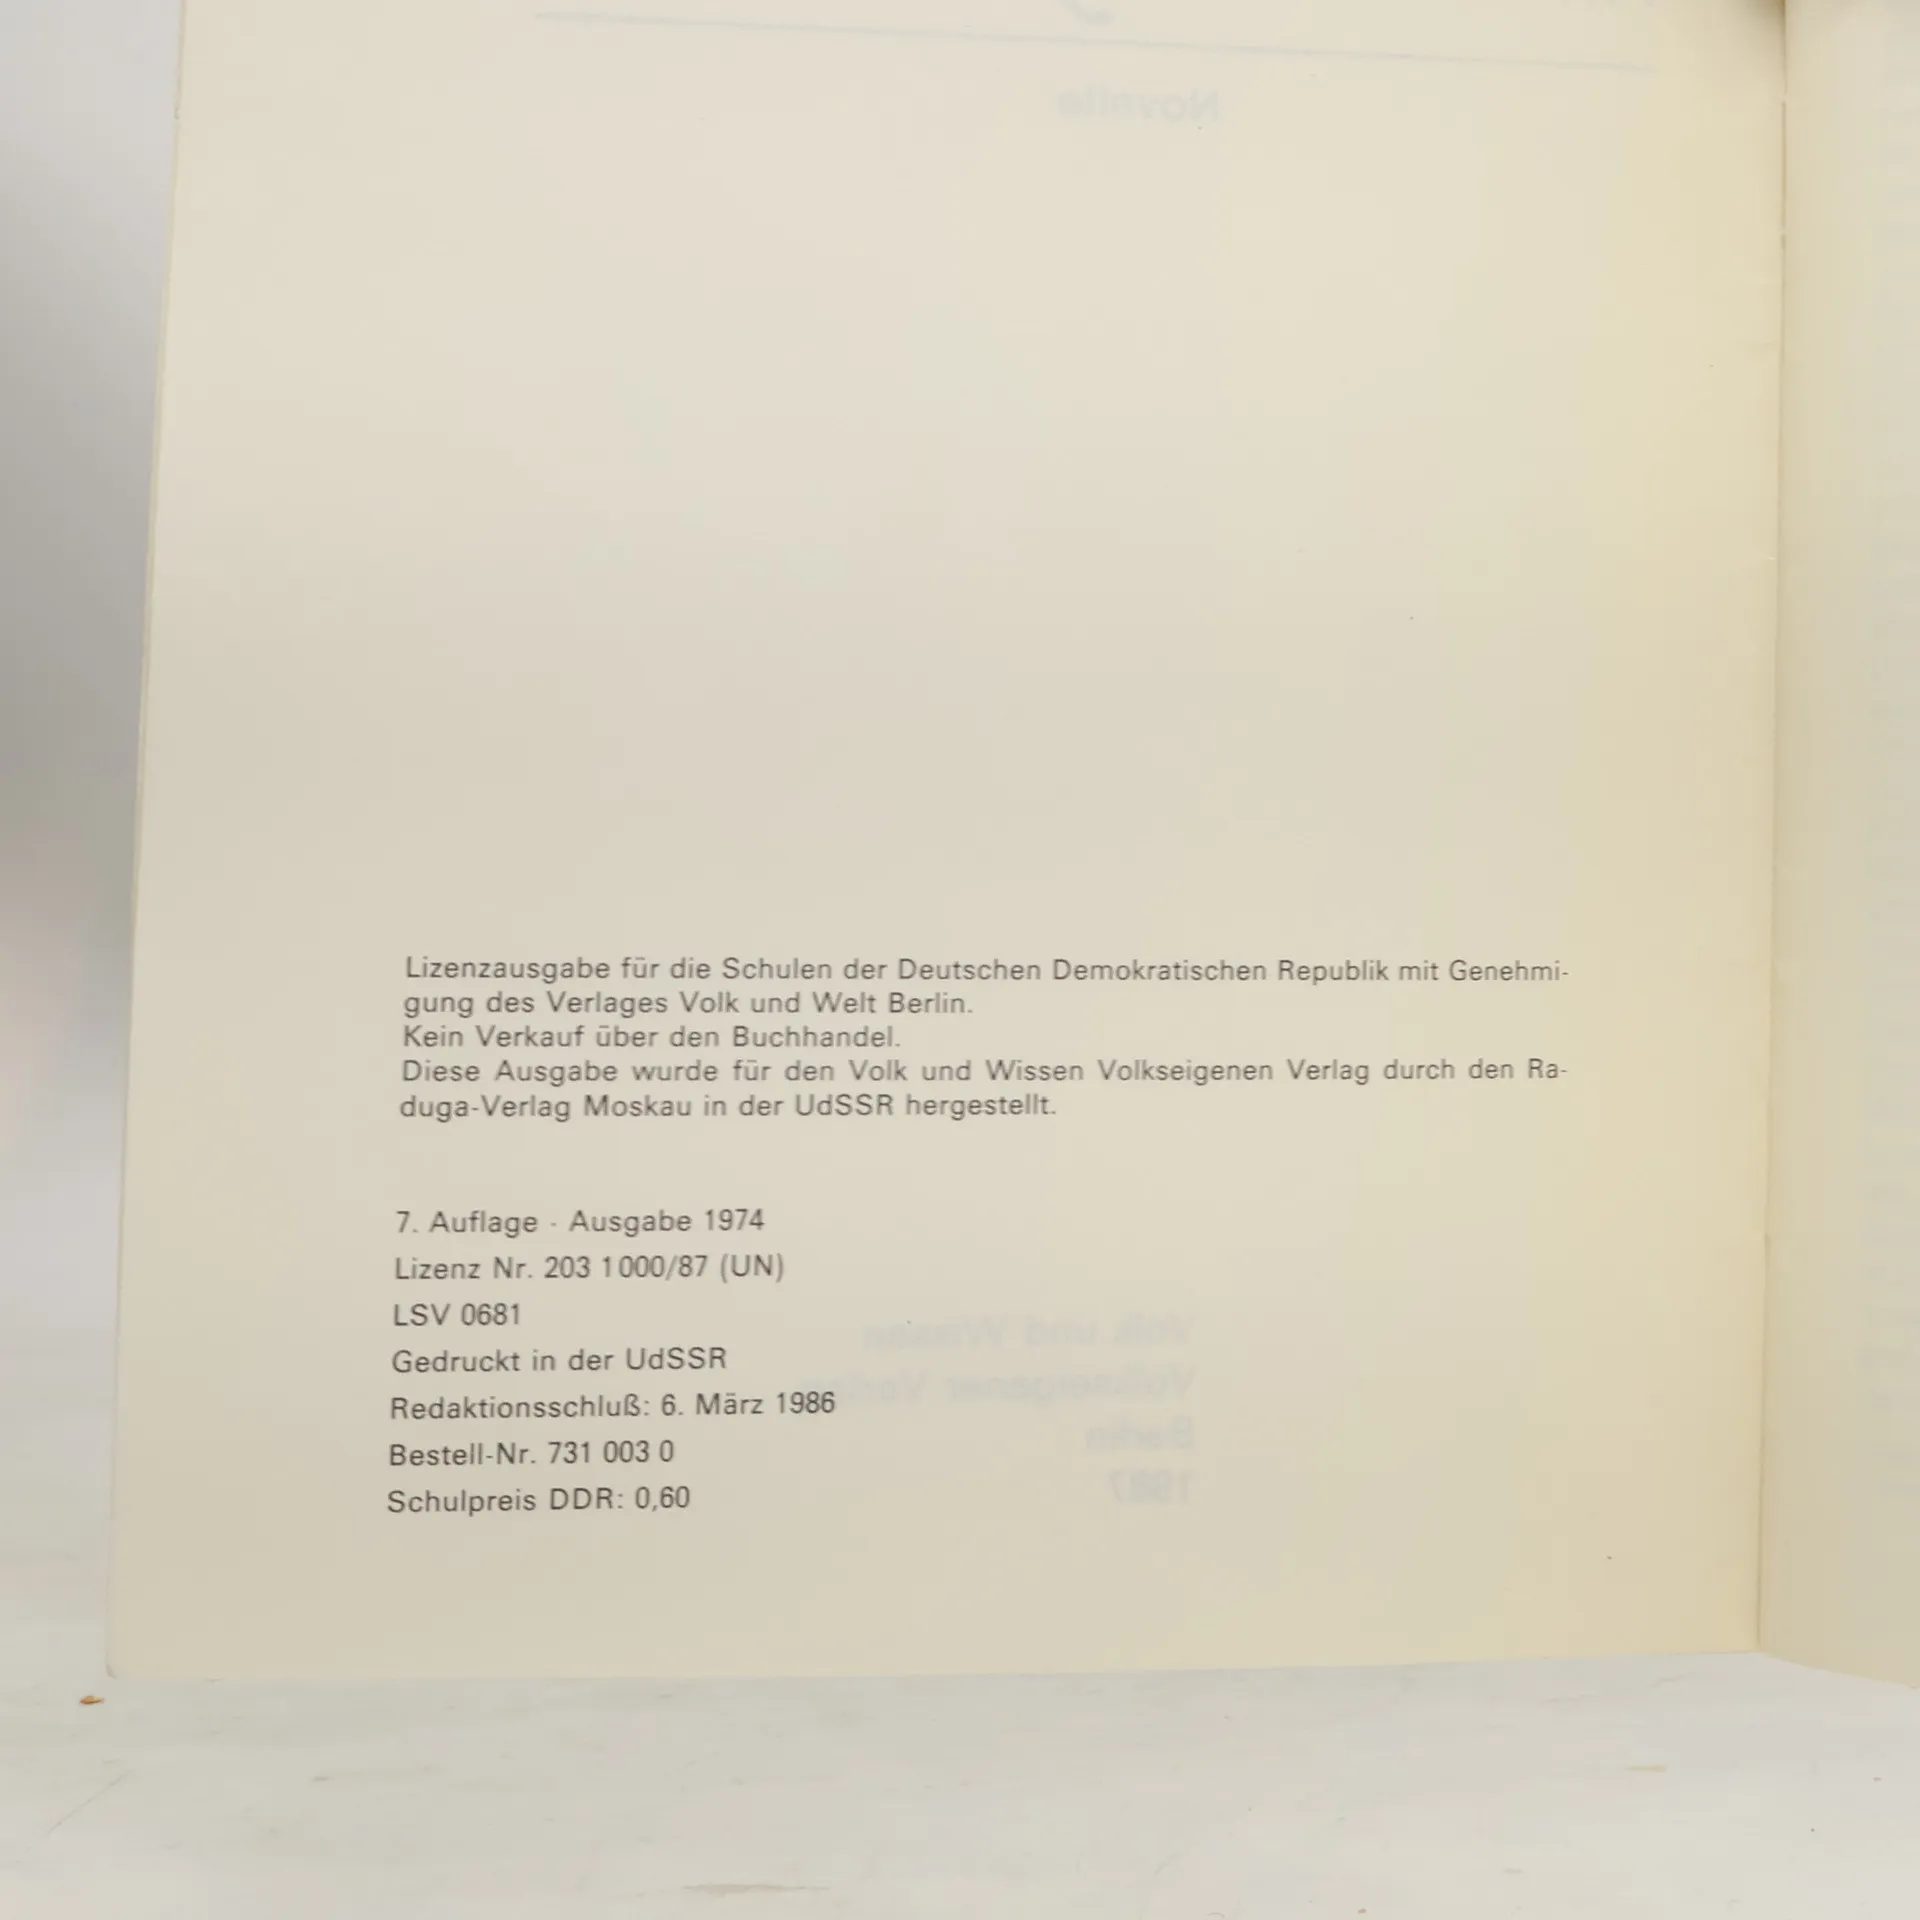 Lizenzausgabe für die Schulen der Deutschen Demokratischen Republik mit Genehmi-
gung des Verlages Volk und Welt Berlin.
Kein Verkauf über den Buchhandel.
Diese Ausgabe wurde für den Volk und Wissen Volkseigenen Verlag durch den Ra-
duga-Verlag Moskau in der UdSSR hergestellt.
7. Auflage · Ausgabe 1974
Lizenz Nr. 203 1000/87 (UN)
LSV 0681
Gedruckt in der UdSSR
Redaktionsschluß: 6. März 1986
Bestell-Nr. 731 003 0
Schulpreis DDR: 0,60